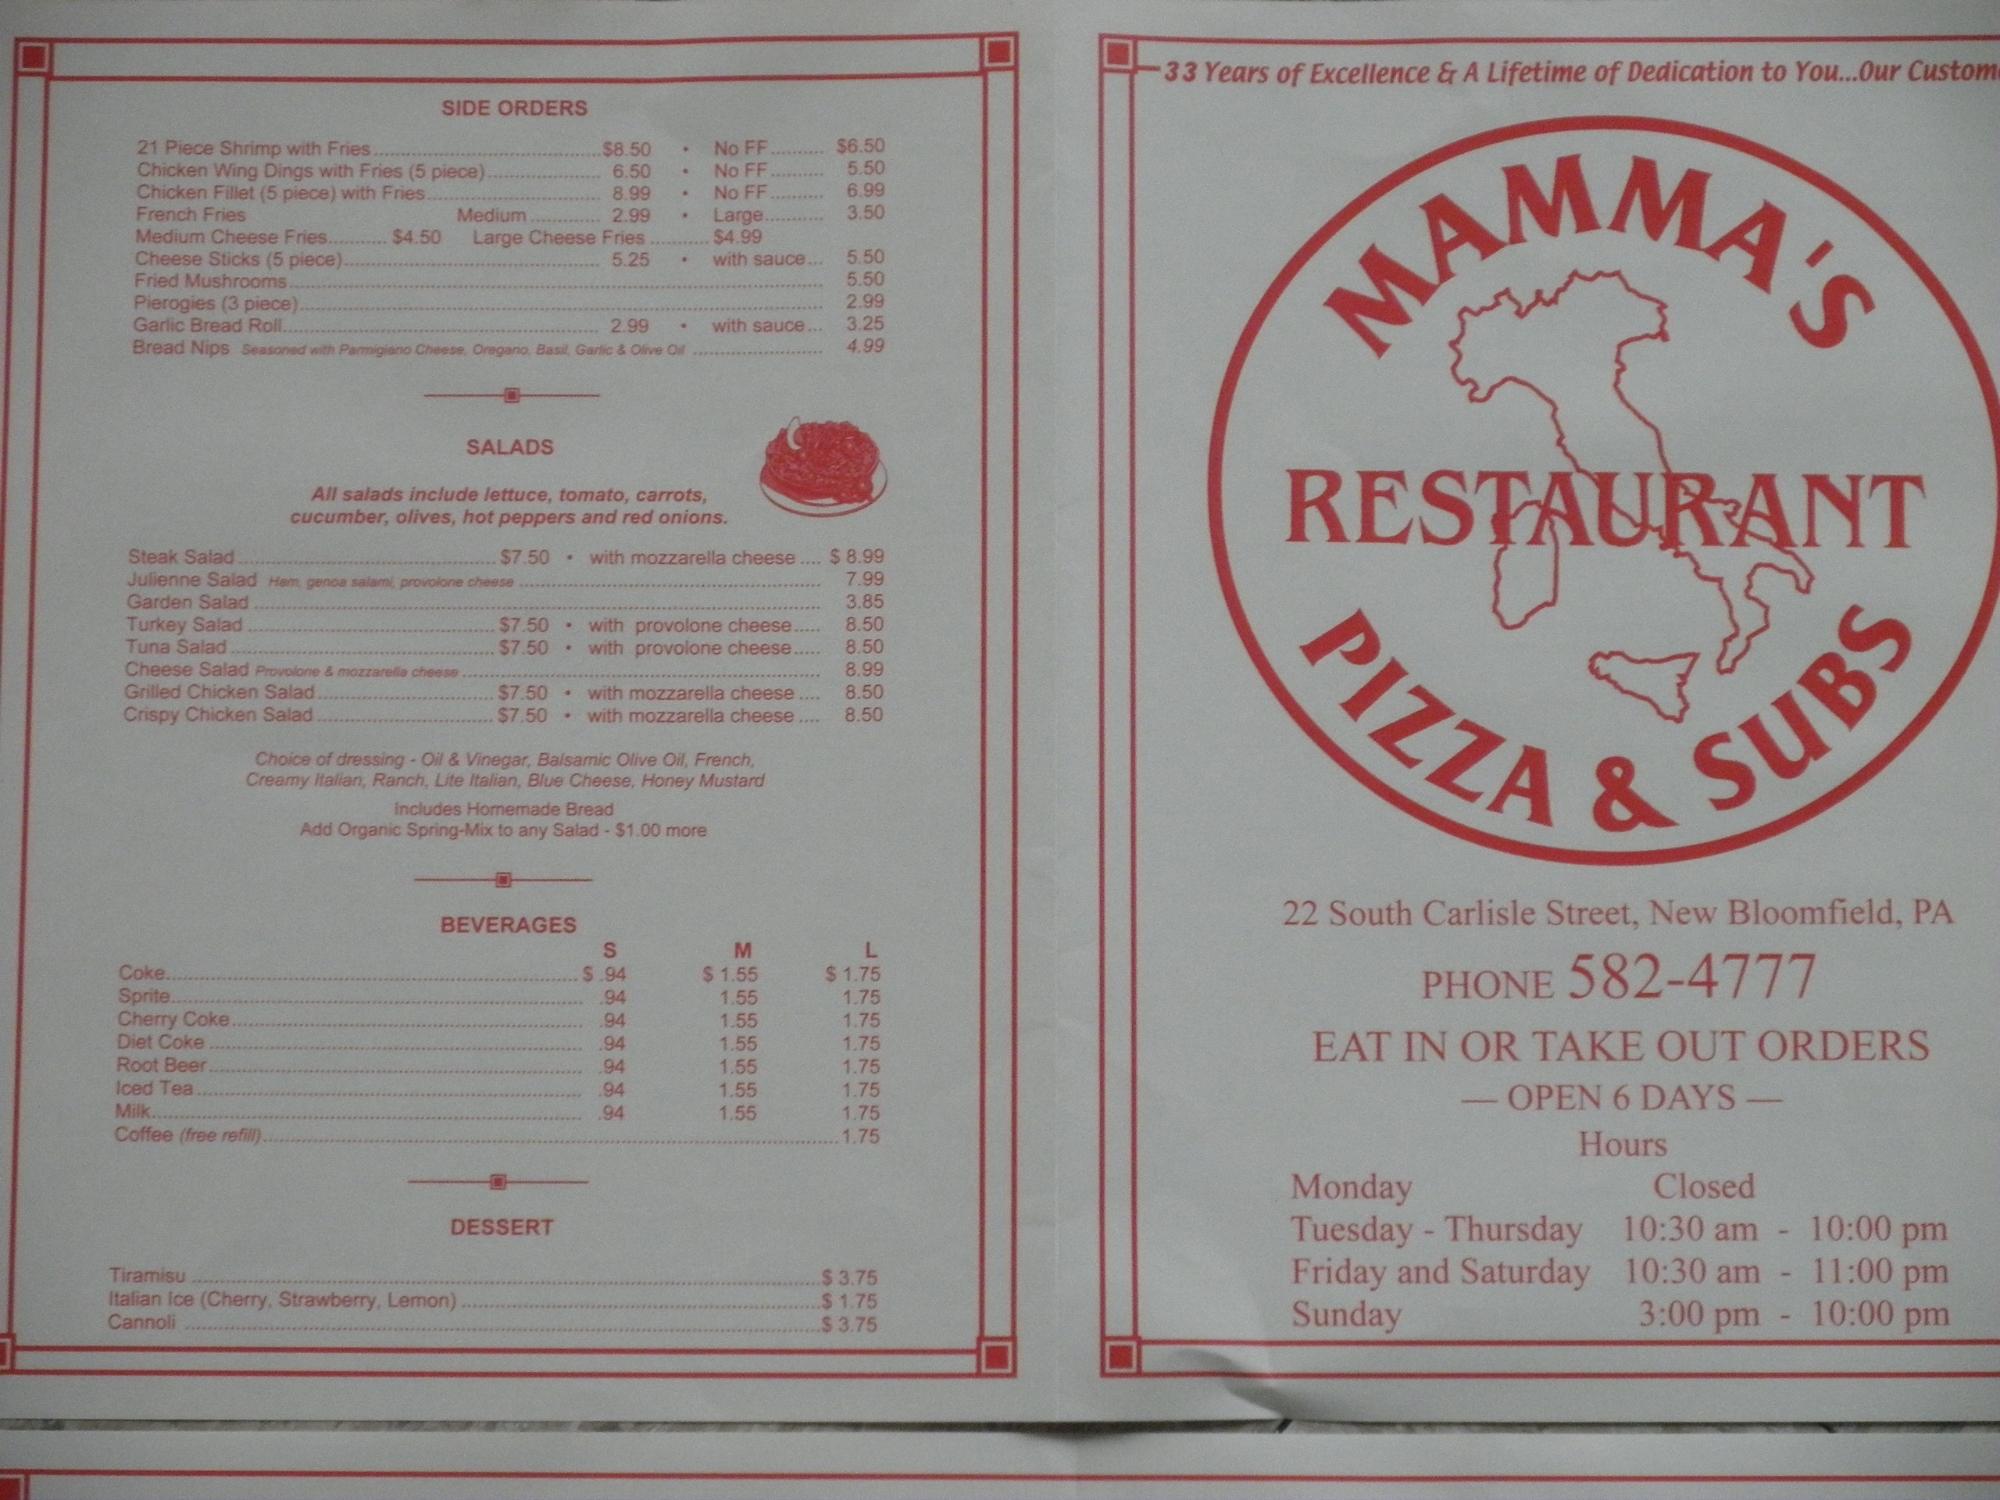 SIDE ORDERS
21 Piece Shrimp with Fries $8.50 • No FF $6.50
Chicken Wing Dings with Fries (5 piece) 6.50 • No FF 5.50
Chicken Fillet (5 piece) with Fries 8.99 • No FF 6.99
French Fries Medium 2.99 • Large 3.50
Medium Cheese Fries $4.50 Large Cheese Fries $4.99
Cheese Sticks (5 piece) 5.25 • with sauce 5.50
Fried Mushrooms 5.50
Pierogies (3 piece) 2.99
Garlic Bread Roll 2.99 • with sauce 3.25
Bread Nips Seasoned with Parmigiano Cheese, Oregano, Basil, Garlic & Olive Oil 4.99
SALADS
All salads include lettuce, tomato, carrots,
cucumber, olives, hot peppers and red onions.
Steak Salad $7.50 • with mozzarella cheese $ 8.99
Julienne Salad Ham, genoa salami, provolone cheese 7.99
Garden Salad 3.85
Turkey Salad $7.50 • with provolone cheese 8.50
Tuna Salad $7.50 • with provolone cheese 8.50
Cheese Salad Provolone & mozzarella cheese 8.99
Grilled Chicken Salad $7.50 • with mozzarella cheese 8.50
Crispy Chicken Salad $7.50 • with mozzarella cheese 8.50
Choice of dressing - Oil & Vinegar, Balsamic Olive Oil, French,
Creamy Italian, Ranch, Lite Italian, Blue Cheese, Honey Mustard
Includes Homemade Bread
Add Organic Spring-Mix to any Salad - $1.00 more
BEVERAGES
S M L
Coke $ .94 $ 1.55 $ 1.75
Sprite .94 1.55 1.75
Cherry Coke .94 1.55 1.75
Diet Coke .94 1.55 1.75
Root Beer .94 1.55 1.75
Iced Tea .94 1.55 1.75
Milk .94 1.55 1.75
Coffee (free refill) 1.75
DESSERT
Tiramisu $ 3.75
Italian Ice (Cherry, Strawberry, Lemon) $ 1.75
Cannoli $ 3.75
33 Years of Excellence & A Lifetime of Dedication to You...Our Custom
MAMMA'S
RESTAURANT
PIZZA & SUBS
22 South Carlisle Street, New Bloomfield, PA
PHONE 582-4777
EAT IN OR TAKE OUT ORDERS
— OPEN 6 DAYS —
Hours
Monday Closed
Tuesday - Thursday 10:30 am - 10:00 pm
Friday and Saturday 10:30 am - 11:00 pm
Sunday 3:00 pm - 10:00 pm